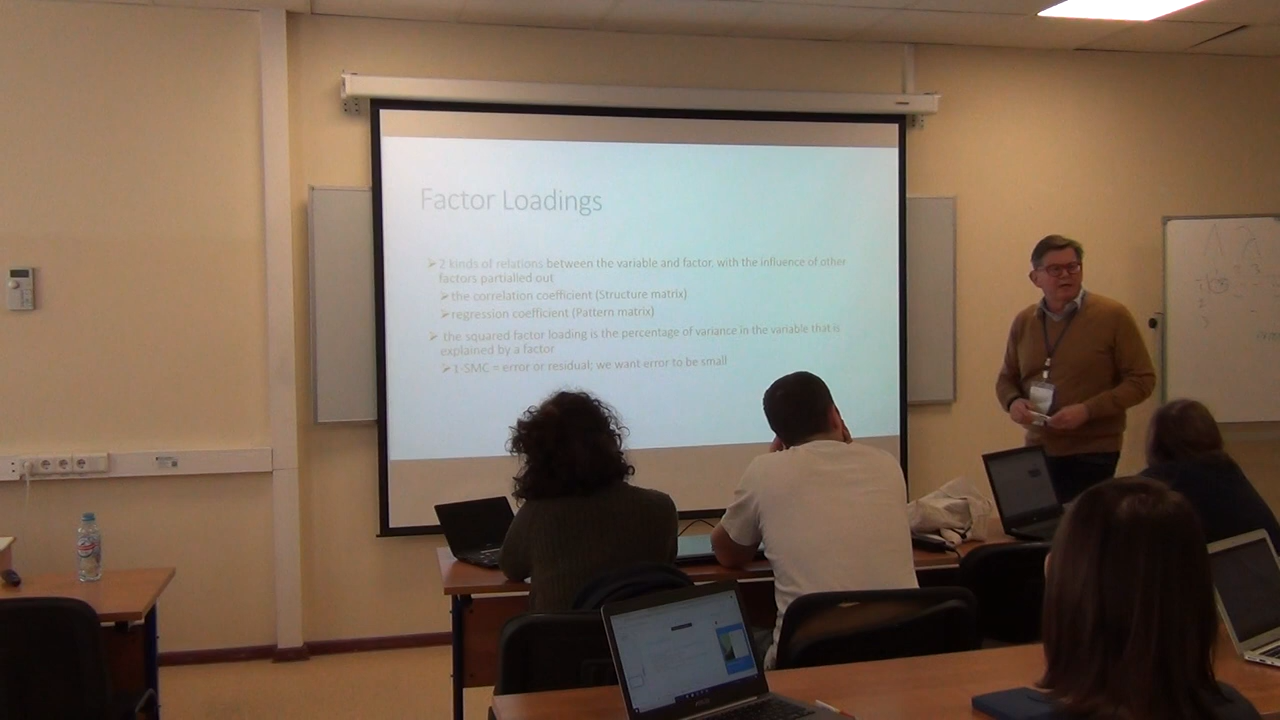 Factor Loadings
➢2 kinds of relations between the variable and factor, with the influence of other
factors partialled out
➢the correlation coefficient (Structure matrix)
➢regression coefficient (Pattern matrix)
➢ the squared factor loading is the percentage of variance in the variable that is
explained by a factor
➢1-SMC = error or residual; we want error to be small